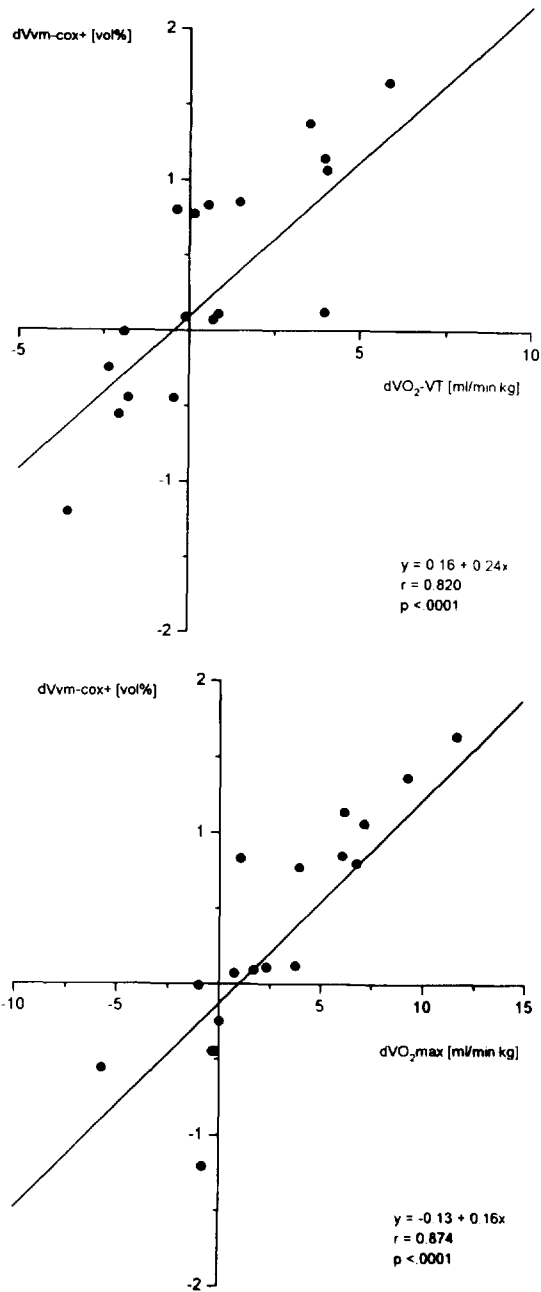 dVvm-cox+ [vol%]
2
1
-5
5
10
dVO₂-VT [ml/min kg]
-1
y = 0.16 + 0.24x
r = 0.820
p <.0001
-2
dVvm-cox+ [vol%]
2
1
-10
-5
5
10
15
dVO₂max [ml/min kg]
-1
y = -0.13 + 0.16x
r = 0.874
p <.0001
-2